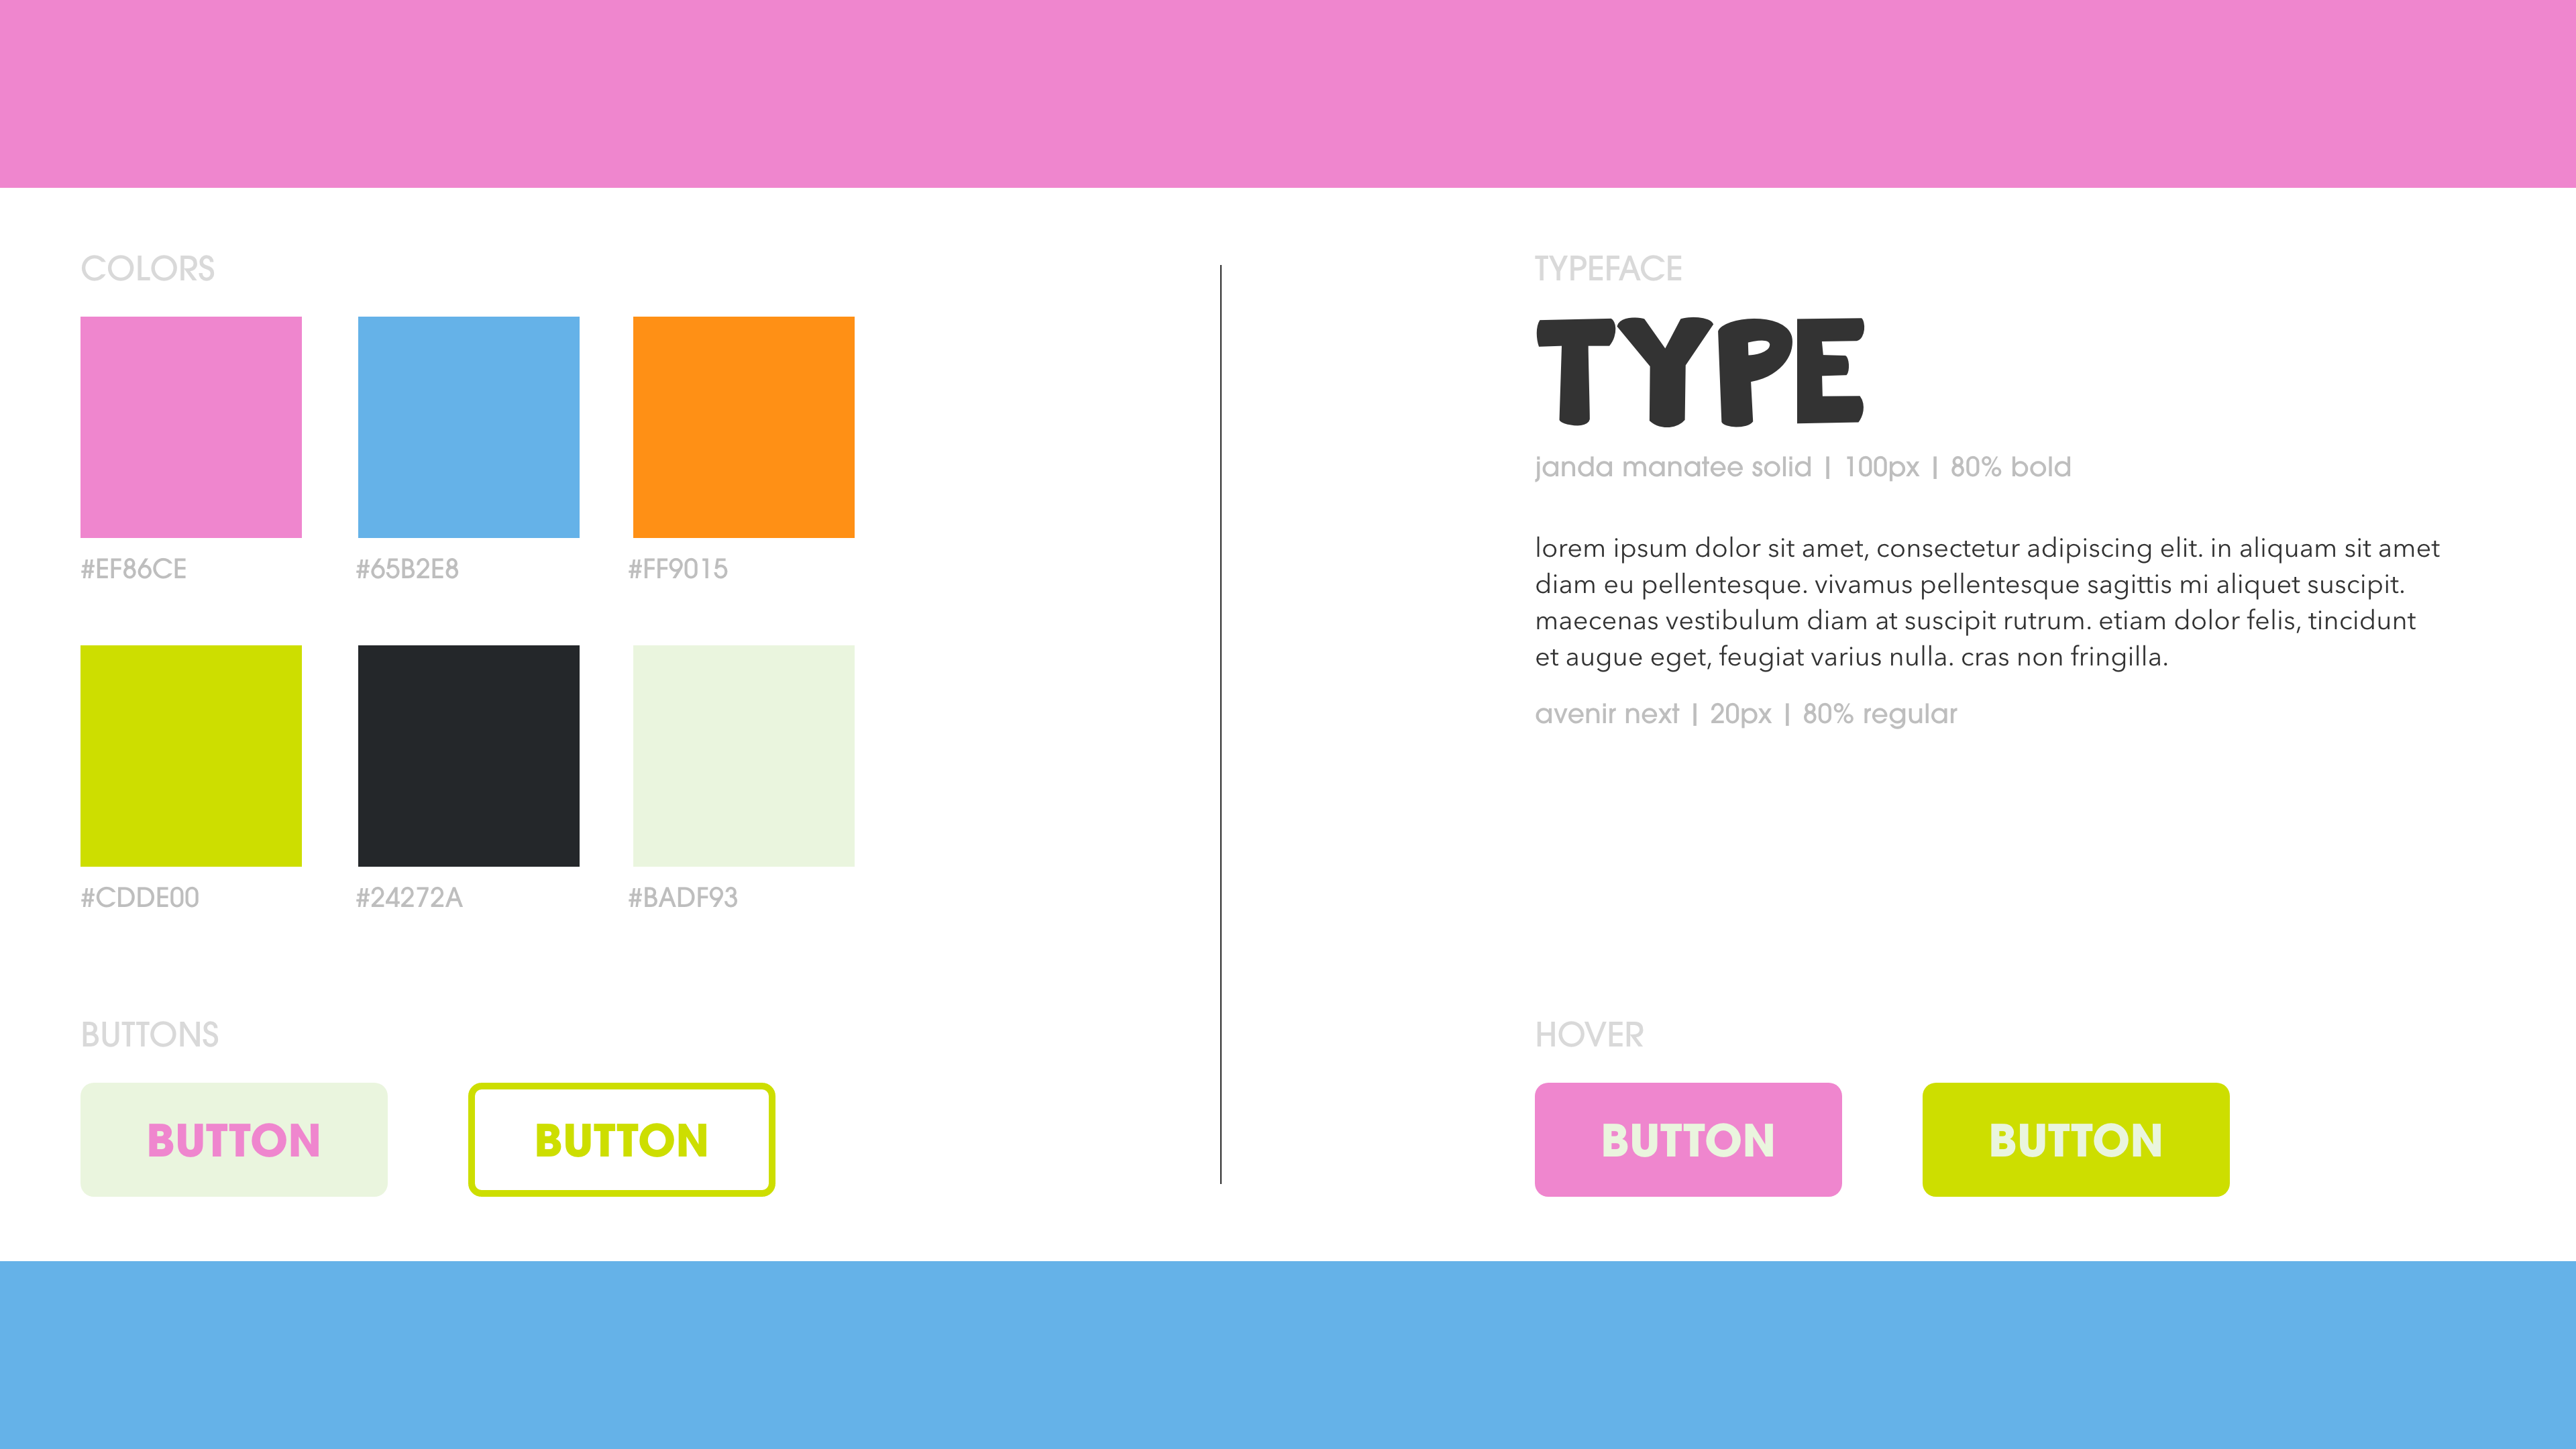 COLORS
#EF86CE
#65B2E8
#FF9015
#CDDE00
#24272A
#BADF93
BUTTONS
BUTTON
BUTTON
TYPEFACE
TYPE
janda manatee solid | 100px | 80% bold
lorem ipsum dolor sit amet, consectetur adipiscing elit. in aliquam sit amet
diam eu pellentesque. vivamus pellentesque sagittis mi aliquet suscipit.
maecenas vestibulum diam at suscipit rutrum. etiam dolor felis, tincidunt
et augue eget, feugiat varius nulla. cras non fringilla.
avenir next | 20px | 80% regular
HOVER
BUTTON
BUTTON